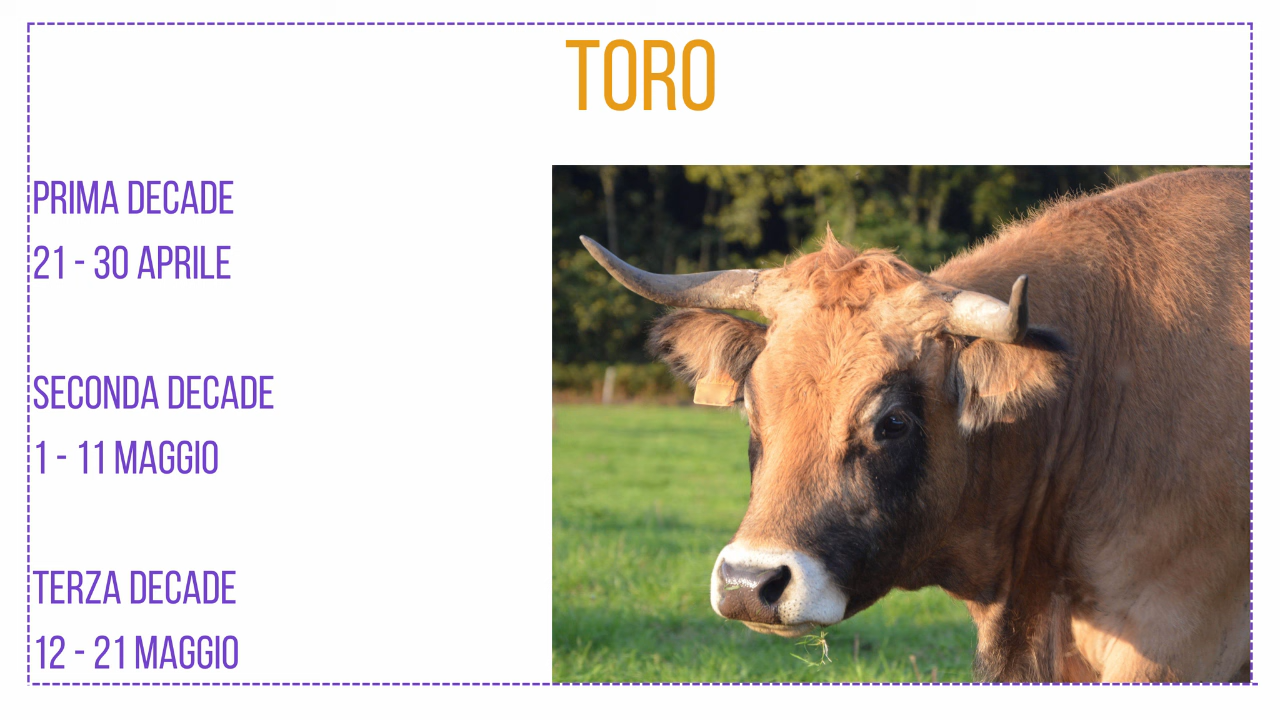 TORO
PRIMA DECADE
21 - 30 APRILE
SECONDA DECADE
1 - 11 MAGGIO
TERZA DECADE
12 - 21 MAGGIO